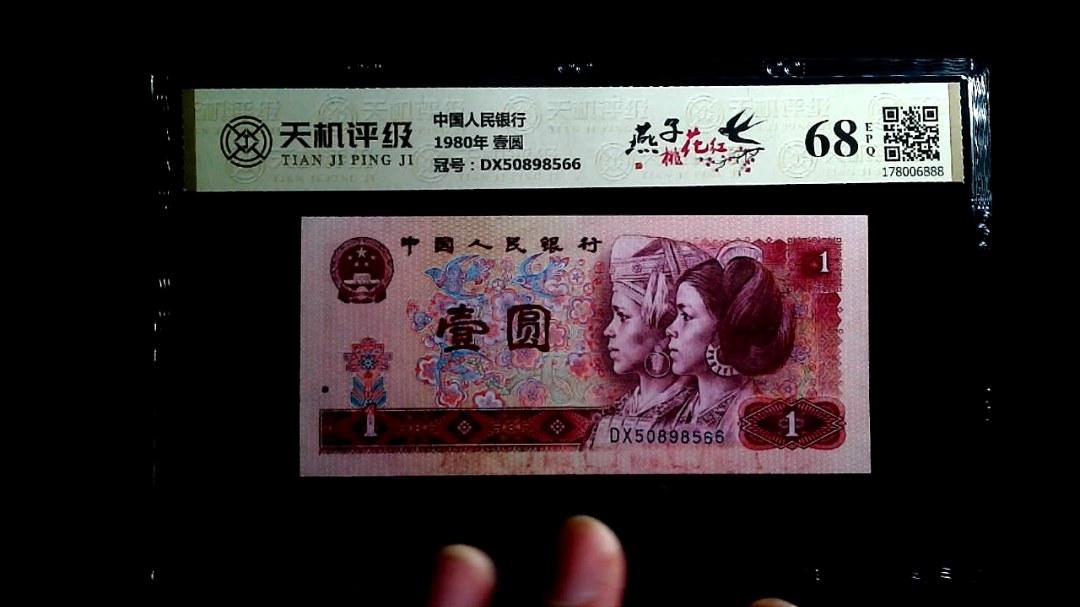 天机评级
TIAN JI PING JI
中国人民银行
1980年 壹圆
冠号：DX50898566
燕子
桃花红
68
EPQ
178006888
中国人民银行
1
壹圆
1
DX50898566
1